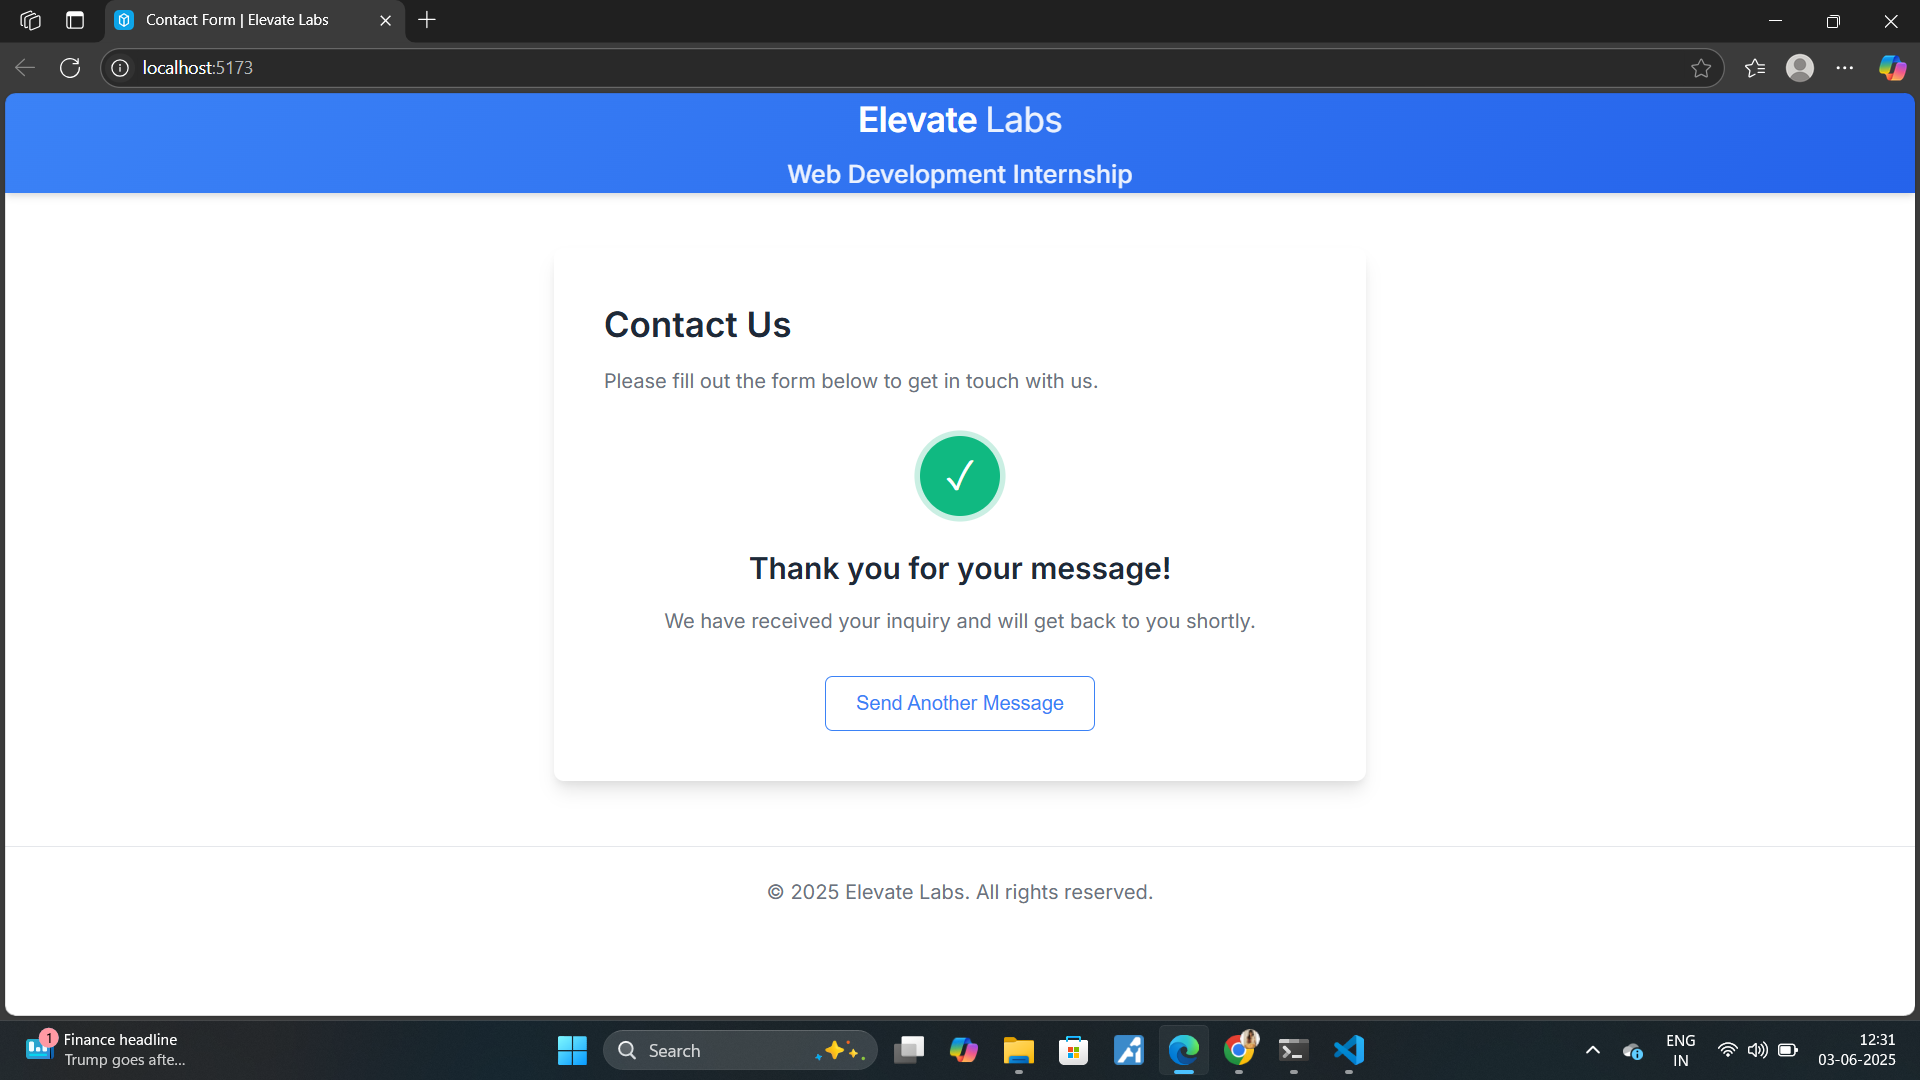 Contact Form | Elevate Labs
localhost:5173
Elevate Labs
Web Development Internship
Contact Us
Please fill out the form below to get in touch with us.
✓
Thank you for your message!
We have received your inquiry and will get back to you shortly.
Send Another Message
© 2025 Elevate Labs. All rights reserved.
1
Finance headline
Trump goes afte...
Search
ENG
IN
12:31
03-06-2025